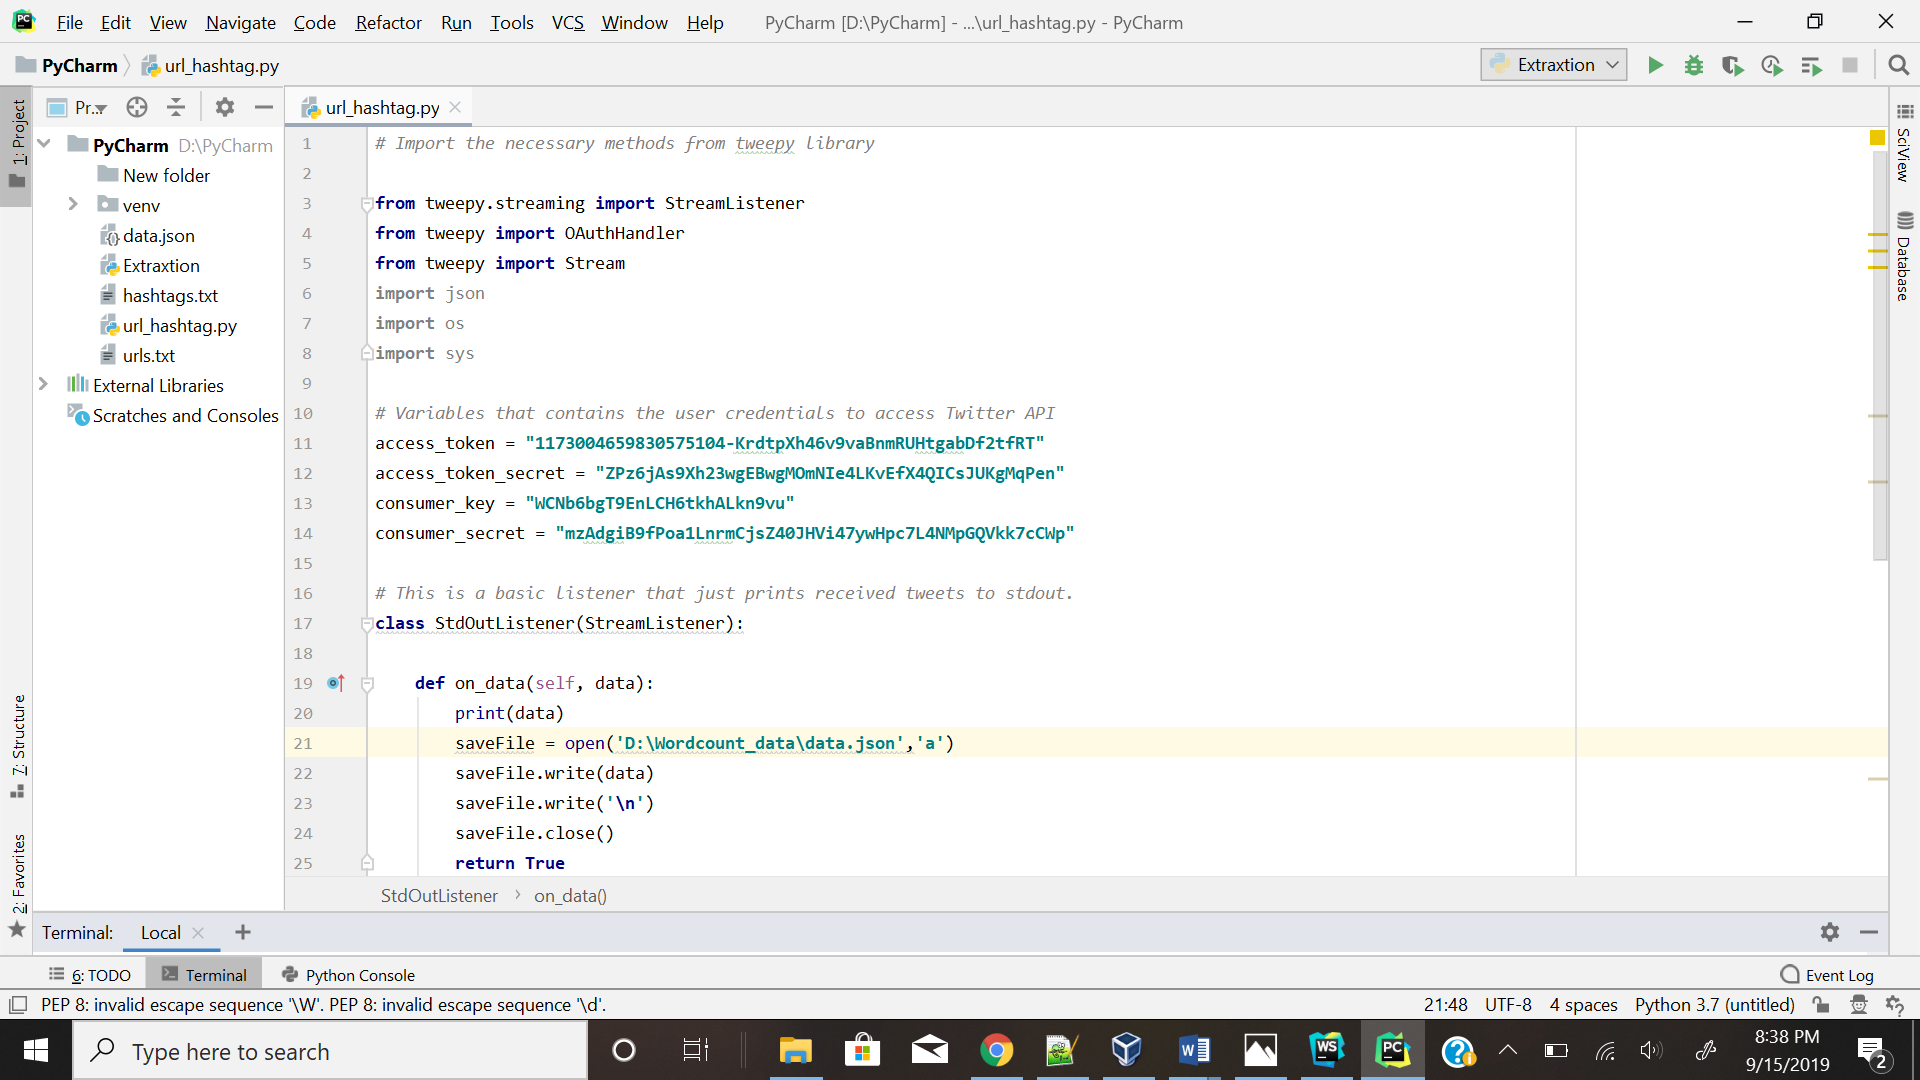 File Edit View Navigate Code Refactor Run Tools VCS Window Help PyCharm [D:\PyCharm] - ...\url_hashtag.py - PyCharm
PyCharm url_hashtag.py Extraxtion
1: Project
Pr...
url_hashtag.py
PyCharm D:\PyCharm
New folder
venv
data.json
Extraxtion
hashtags.txt
url_hashtag.py
urls.txt
External Libraries
Scratches and Consoles
1 # Import the necessary methods from tweepy library
2
3 from tweepy.streaming import StreamListener
4 from tweepy import OAuthHandler
5 from tweepy import Stream
6 import json
7 import os
8 import sys
9
10 # Variables that contains the user credentials to access Twitter API
11 access_token = "1173004659830575104-KrdtpXh46v9vaBnmRUHtgabDf2tfRT"
12 access_token_secret = "ZPz6jAs9Xh23wgEBwgMOmNIe4LKvEfX4QICsJUKgMqPen"
13 consumer_key = "WCNb6bgT9EnLCH6tkhALkn9vu"
14 consumer_secret = "mzAdgiB9fPoa1LnrmCjsZ40JHVi47ywHpc7L4NMpGQVkk7cCWp"
15
16 # This is a basic listener that just prints received tweets to stdout.
17 class StdOutListener(StreamListener):
18
19 def on_data(self, data):
20 print(data)
21 saveFile = open('D:\Wordcount_data\data.json','a')
22 saveFile.write(data)
23 saveFile.write('\n')
24 saveFile.close()
25 return True
StdOutListener › on_data()
SciView
Database
7: Structure
2: Favorites
Terminal: Local
6: TODO Terminal Python Console Event Log
PEP 8: invalid escape sequence '\W'. PEP 8: invalid escape sequence '\d'. 21:48 UTF-8 4 spaces Python 3.7 (untitled)
Type here to search
8:38 PM
9/15/2019
2